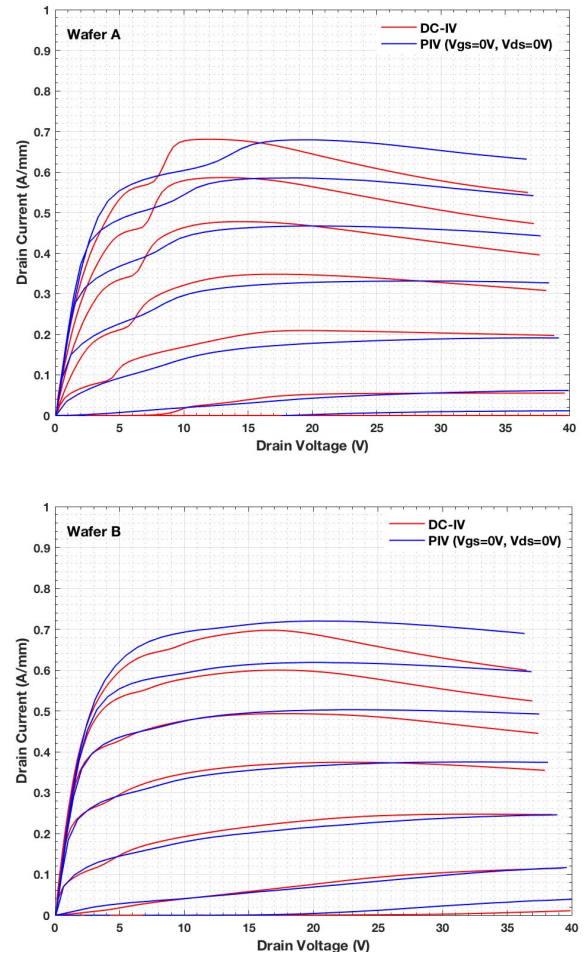 Wafer A
DC-IV
PIV (Vgs=0V, Vds=0V)
Drain Current (A/mm)
1
0.9
0.8
0.7
0.6
0.5
0.4
0.3
0.2
0.1
0
0 5 10 15 20 25 30 35 40
Drain Voltage (V)
Wafer B
DC-IV
PIV (Vgs=0V, Vds=0V)
Drain Current (A/mm)
1
0.9
0.8
0.7
0.6
0.5
0.4
0.3
0.2
0.1
0
0 5 10 15 20 25 30 35 40
Drain Voltage (V)